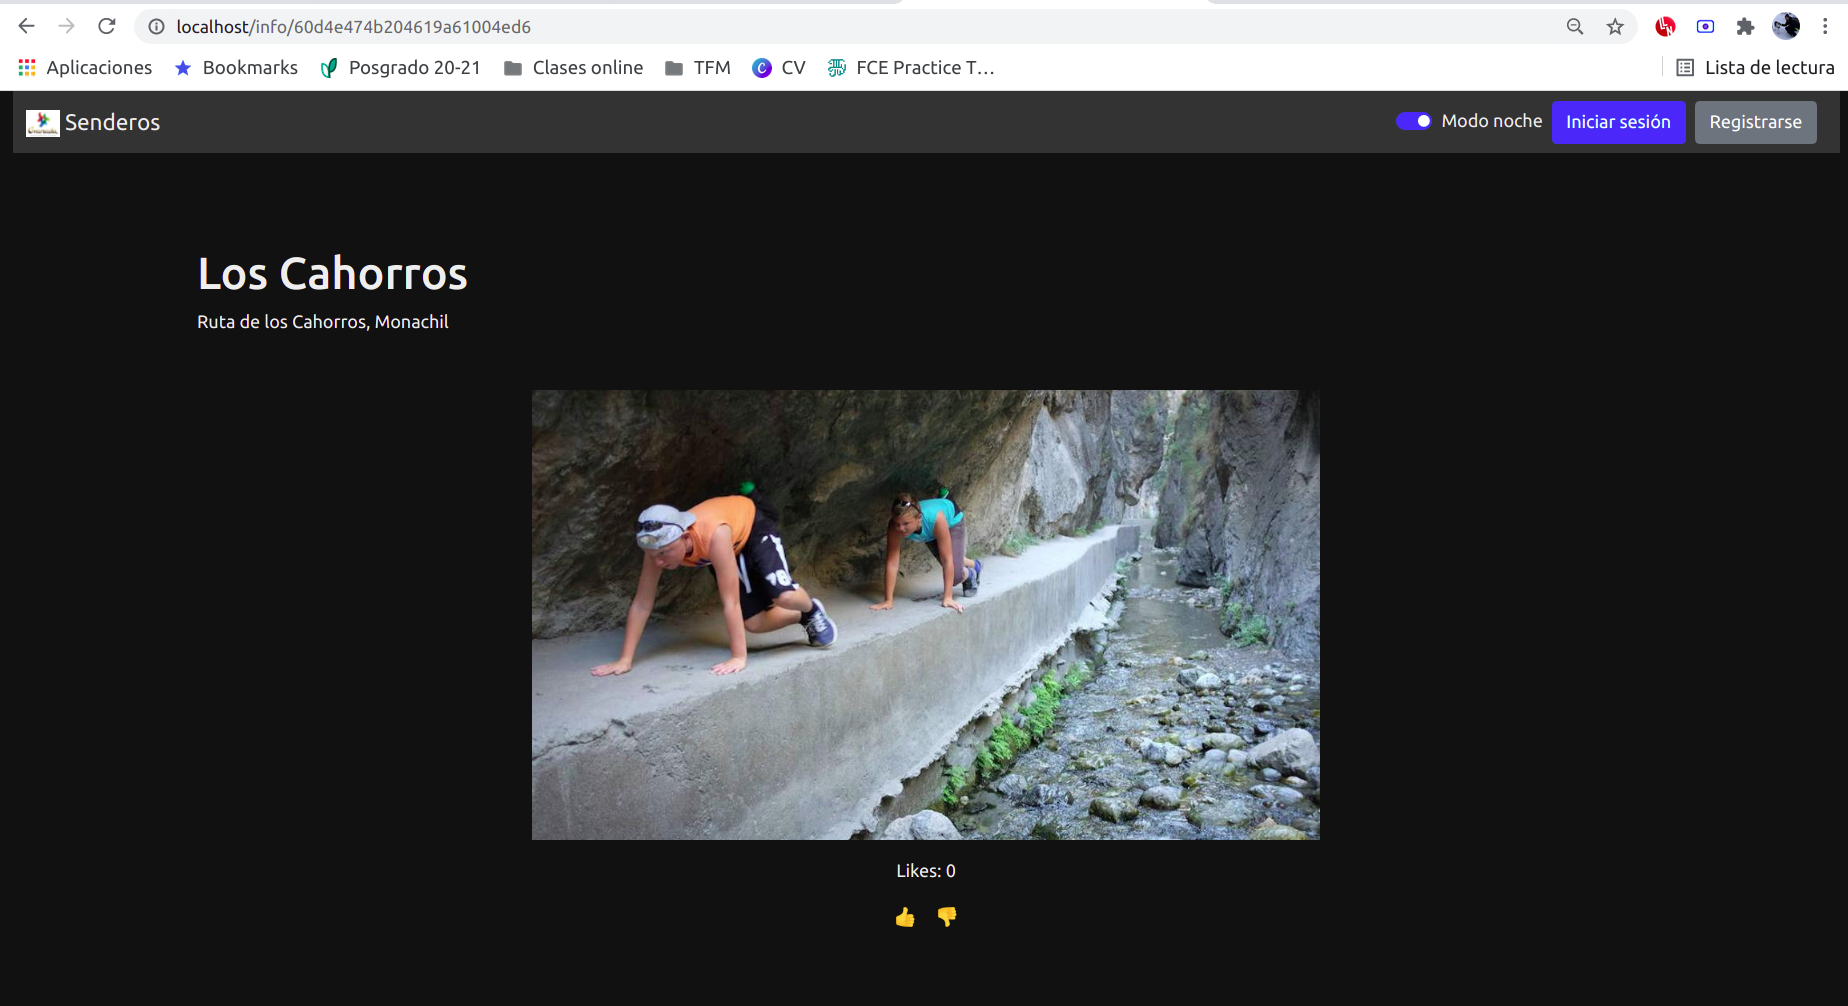 localhost/info/60d4e474b204619a61004ed6
Aplicaciones Bookmarks Posgrado 20-21 Clases online TFM CV FCE Practice T... Lista de lectura
Senderos Modo noche Iniciar sesión Registrarse
Los Cahorros
Ruta de los Cahorros, Monachil
78
Likes: 0